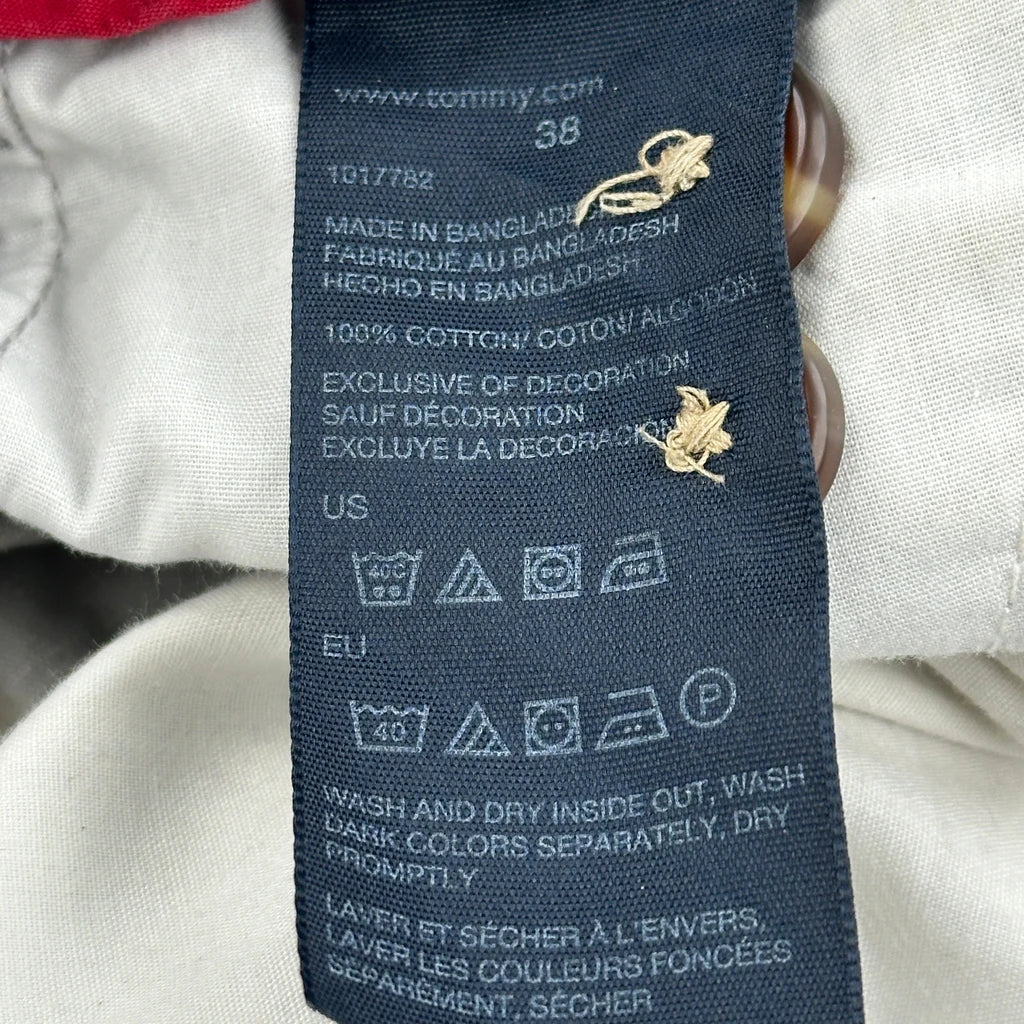 www.tommy.com
38
1017782
MADE IN BANGLADESH
FABRIQUÉ AU BANGLADESH
HECHO EN BANGLADESH
100% COTTON/ COTON/ ALGODON
EXCLUSIVE OF DECORATION
SAUF DÉCORATION
EXCLUYE LA DECORACION
US
40C
EU
40
P
WASH AND DRY INSIDE OUT, WASH
DARK COLORS SEPARATELY, DRY
PROMPTLY
LAVER ET SÉCHER À L'ENVERS,
LAVER LES COULEURS FONCÉES
SÉPARÉMENT, SÉCHER